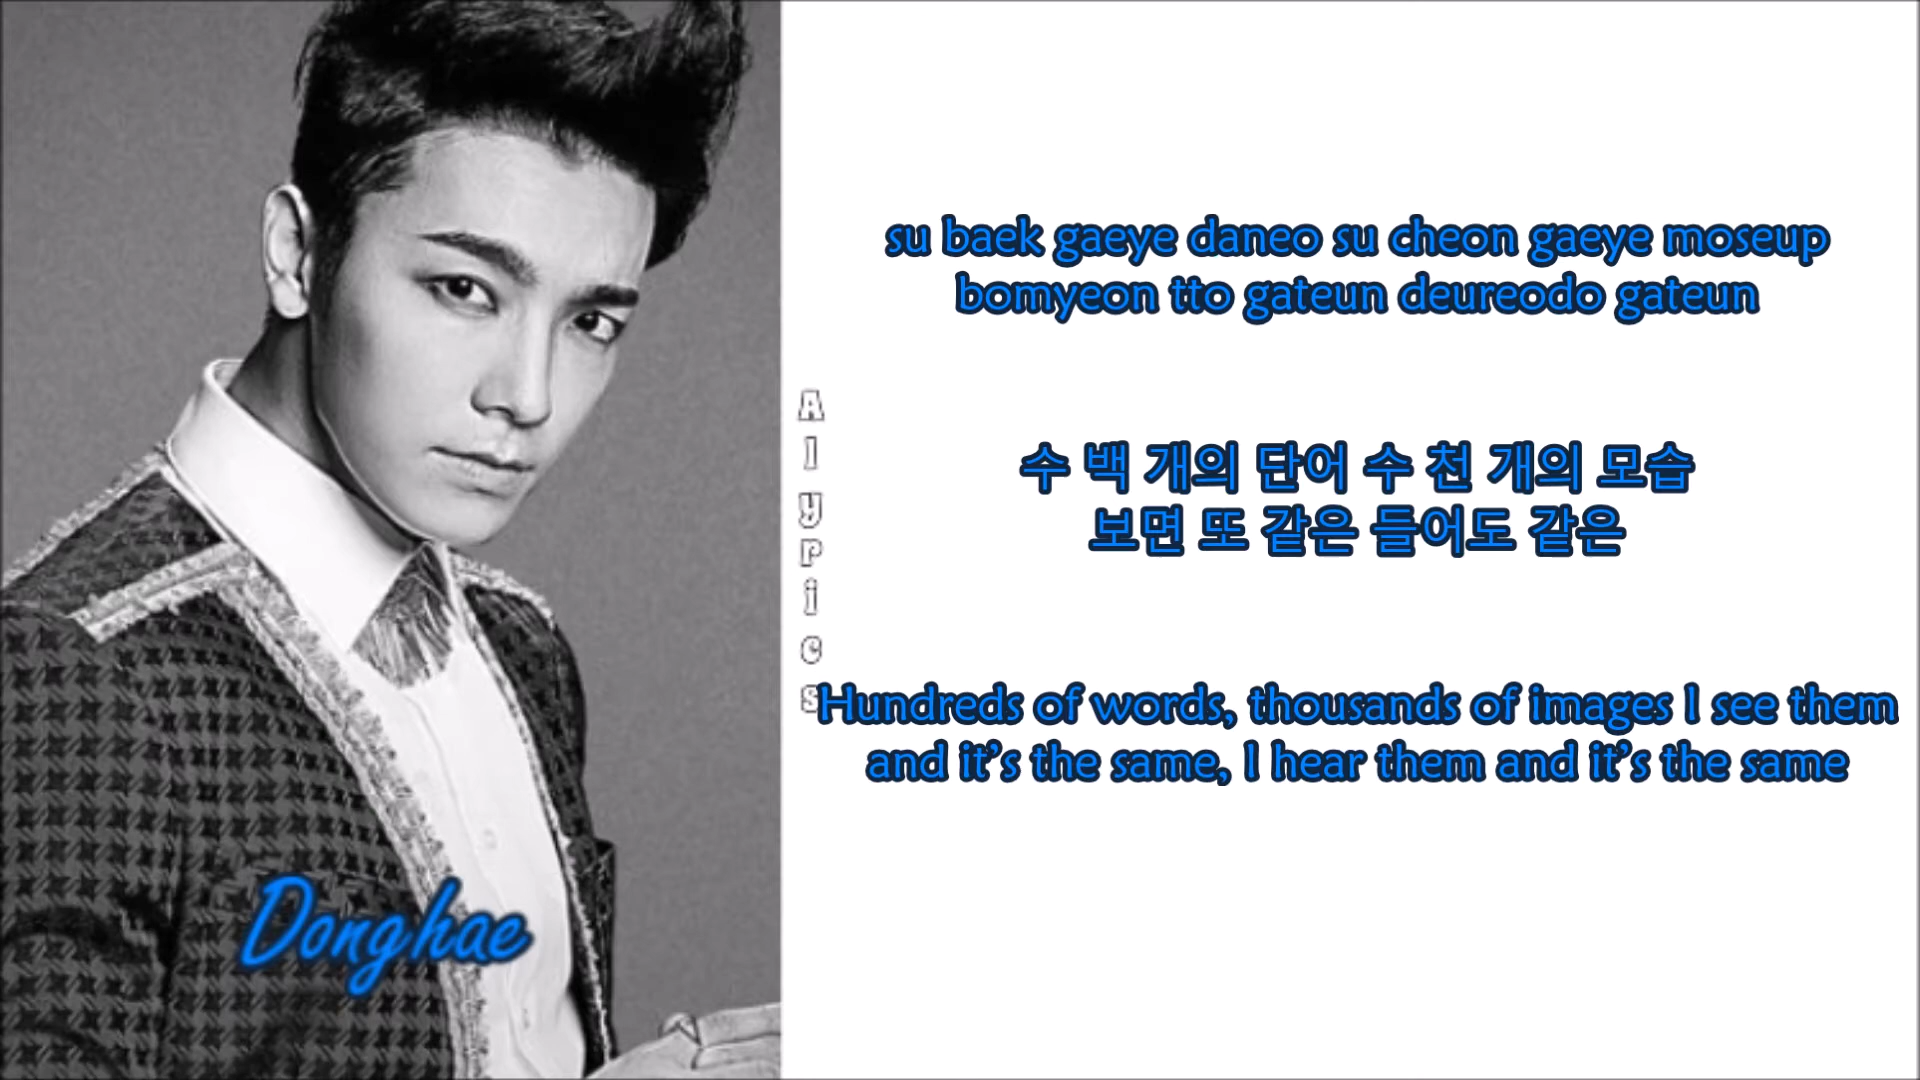 su baek gaeye daneo su cheon gaeye moseup
bomyeon tto gateun deureodo gateun
수 백 개의 단어 수 천 개의 모습
보면 또 같은 들어도 같은
Hundreds of words, thousands of images I see them
and it's the same, I hear them and it's the same
Alypics
Donghae